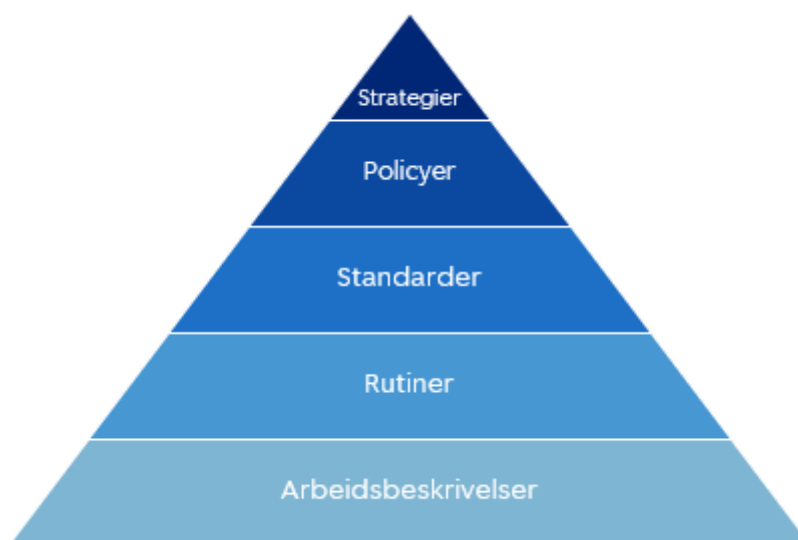 Strategier
Policyer
Standarder
Rutiner
Arbeidsbeskrivelser